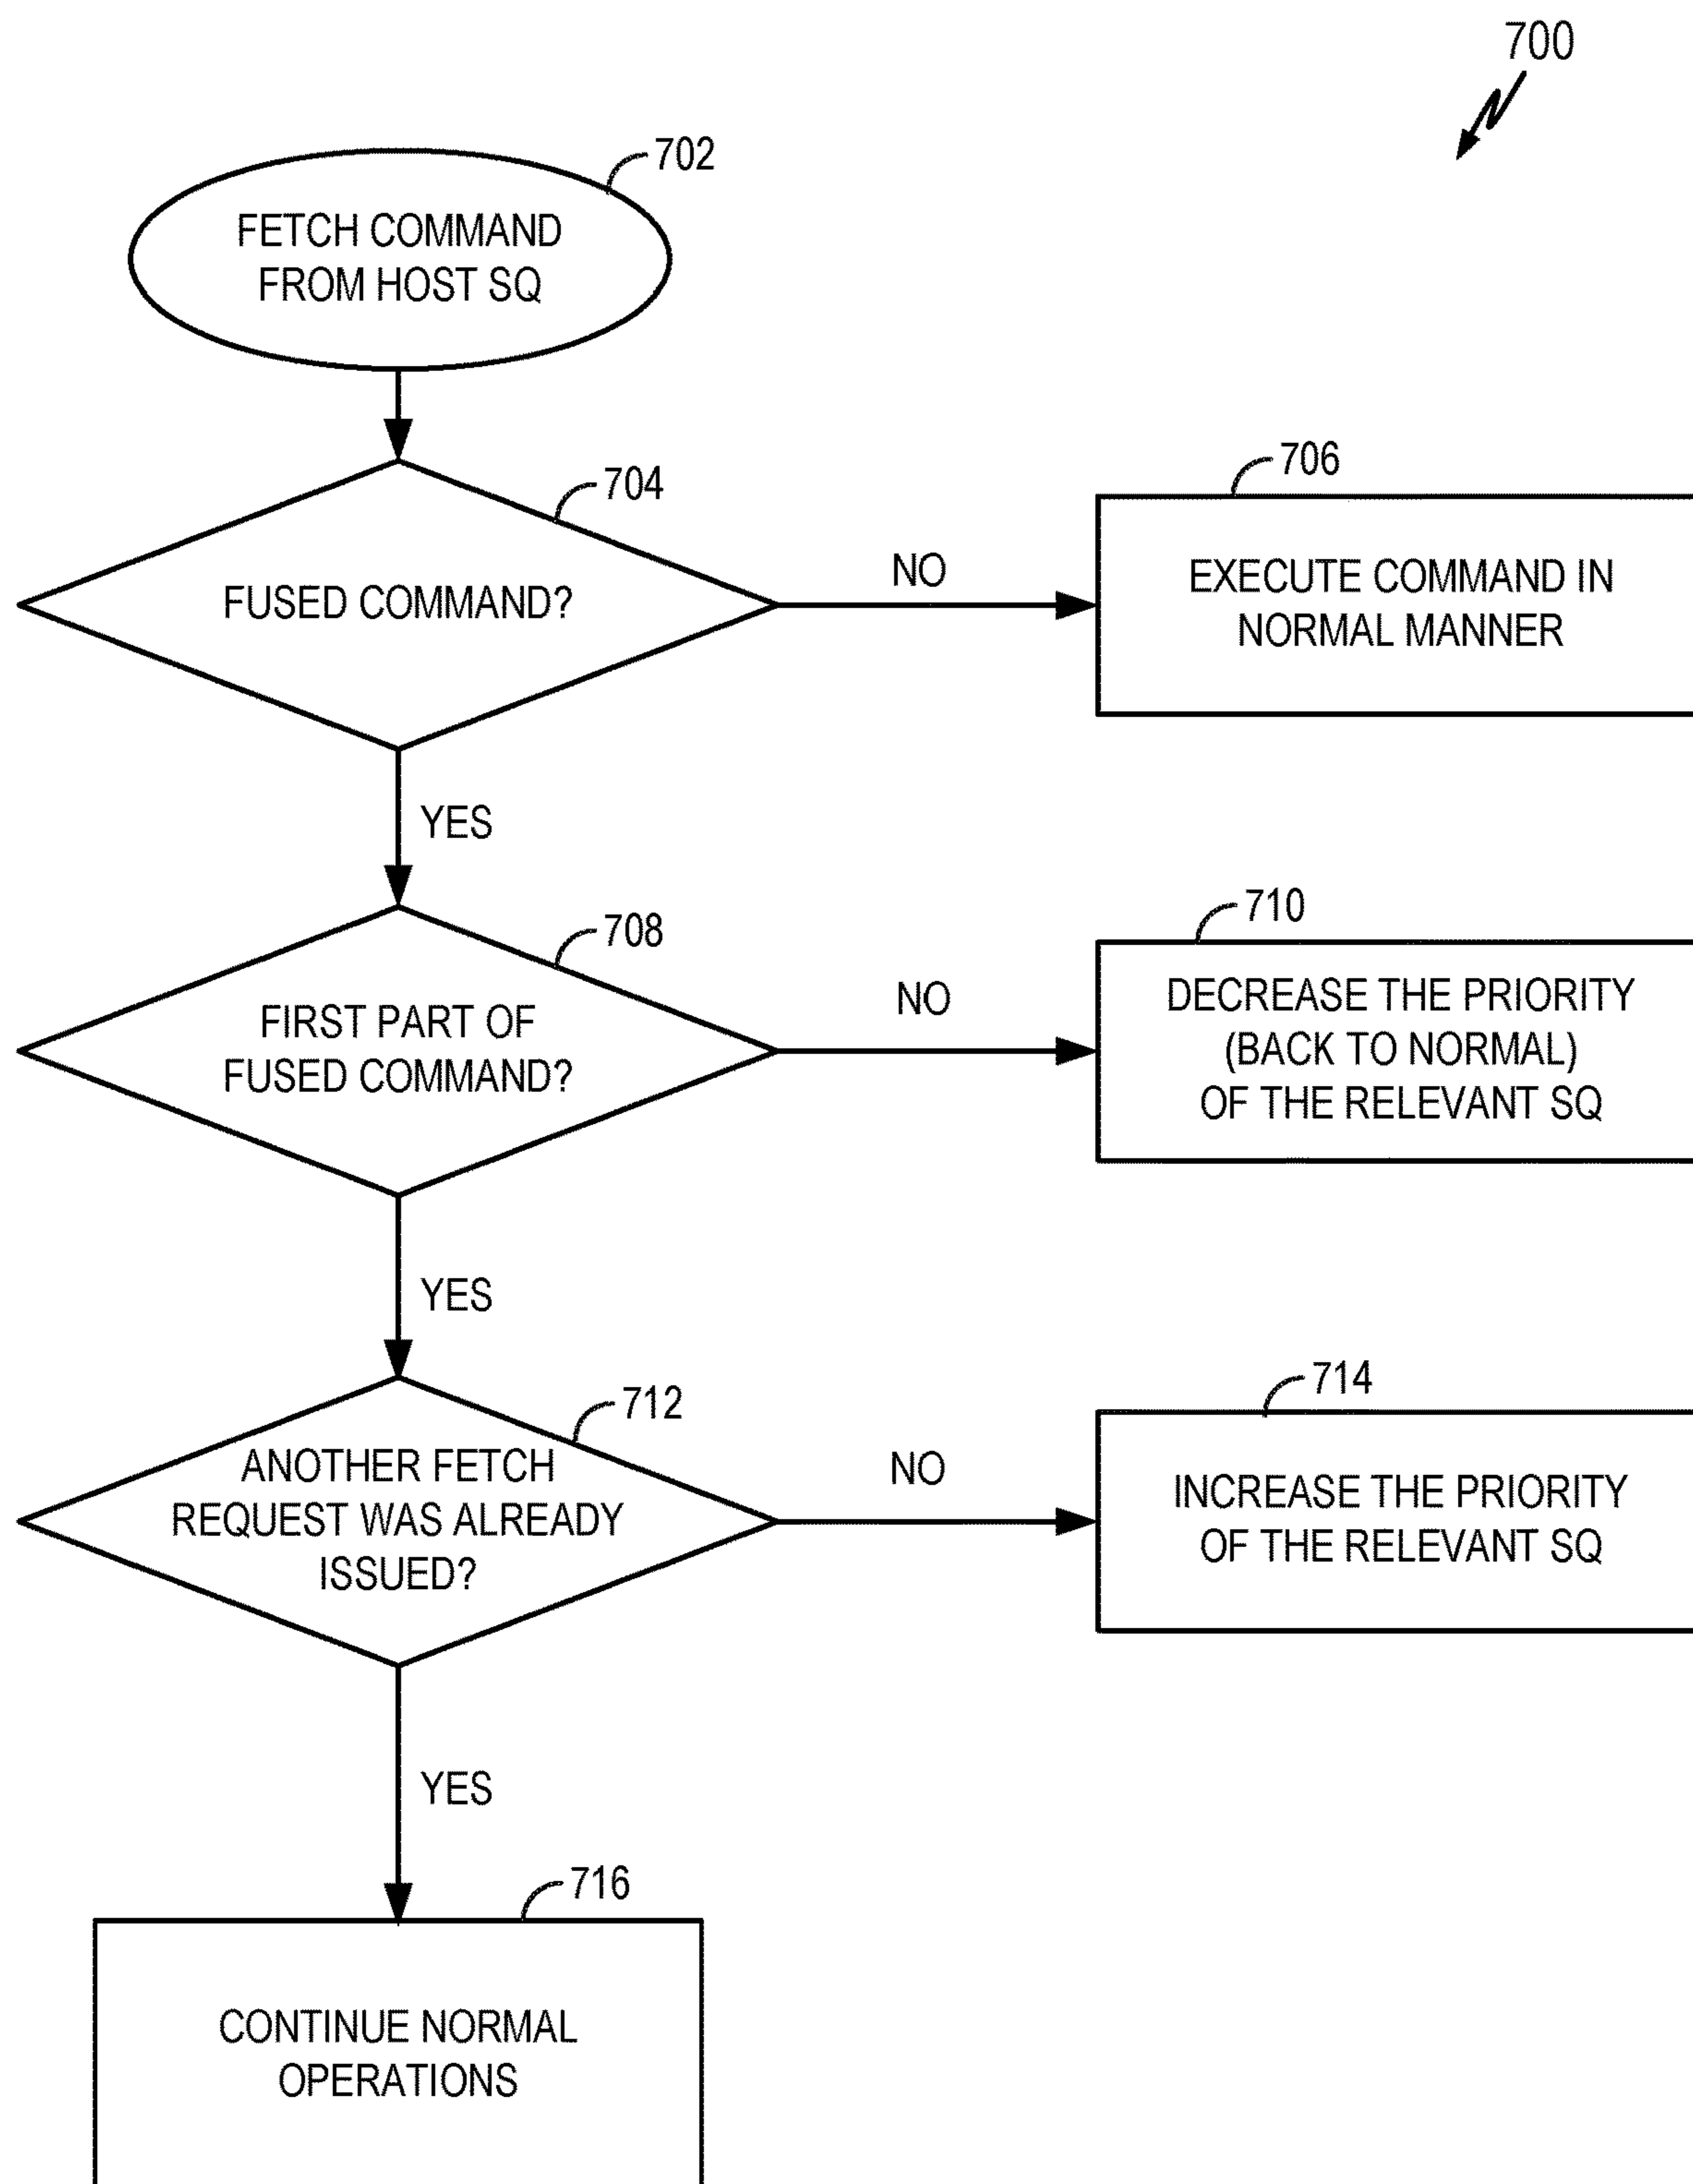 700
702
FETCH COMMAND
FROM HOST SQ
704
FUSED COMMAND?
NO
706
EXECUTE COMMAND IN
NORMAL MANNER
YES
708
FIRST PART OF
FUSED COMMAND?
NO
710
DECREASE THE PRIORITY
(BACK TO NORMAL)
OF THE RELEVANT SQ
YES
712
ANOTHER FETCH
REQUEST WAS ALREADY
ISSUED?
NO
714
INCREASE THE PRIORITY
OF THE RELEVANT SQ
YES
716
CONTINUE NORMAL
OPERATIONS